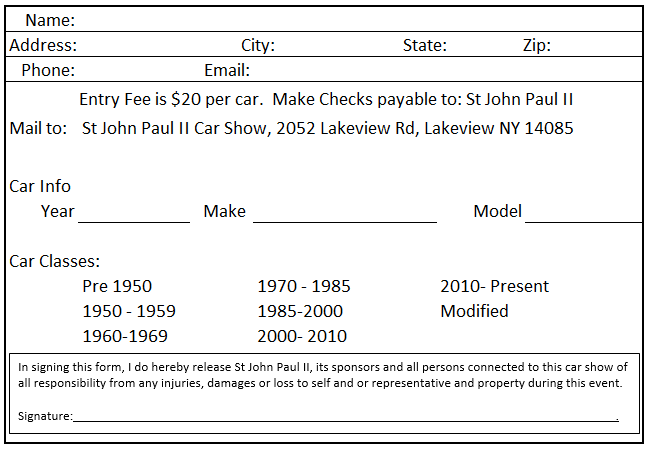 Name:
Address: City: State: Zip:
Phone: Email:
Entry Fee is $20 per car. Make Checks payable to: St John Paul II
Mail to: St John Paul II Car Show, 2052 Lakeview Rd, Lakeview NY 14085
Car Info
Year Make Model
Car Classes:
Pre 1950 1970 - 1985 2010- Present
1950 - 1959 1985-2000 Modified
1960-1969 2000- 2010
In signing this form, I do hereby release St John Paul II, its sponsors and all persons connected to this car show of
all responsibility from any injuries, damages or loss to self and or representative and property during this event.
Signature: .